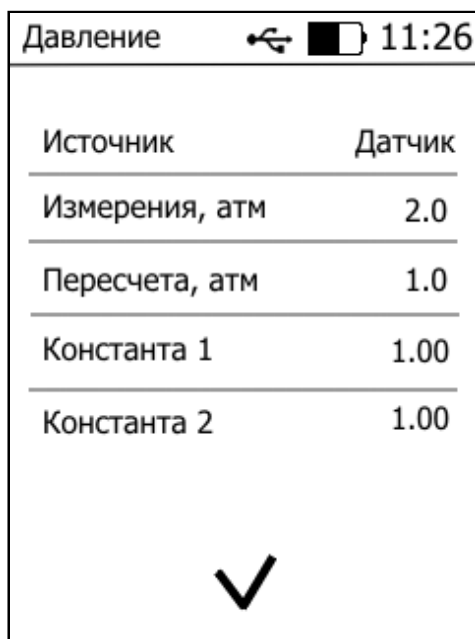 Давление 11:26
Источник Датчик
Измерения, атм 2.0
Пересчета, атм 1.0
Константа 1 1.00
Константа 2 1.00